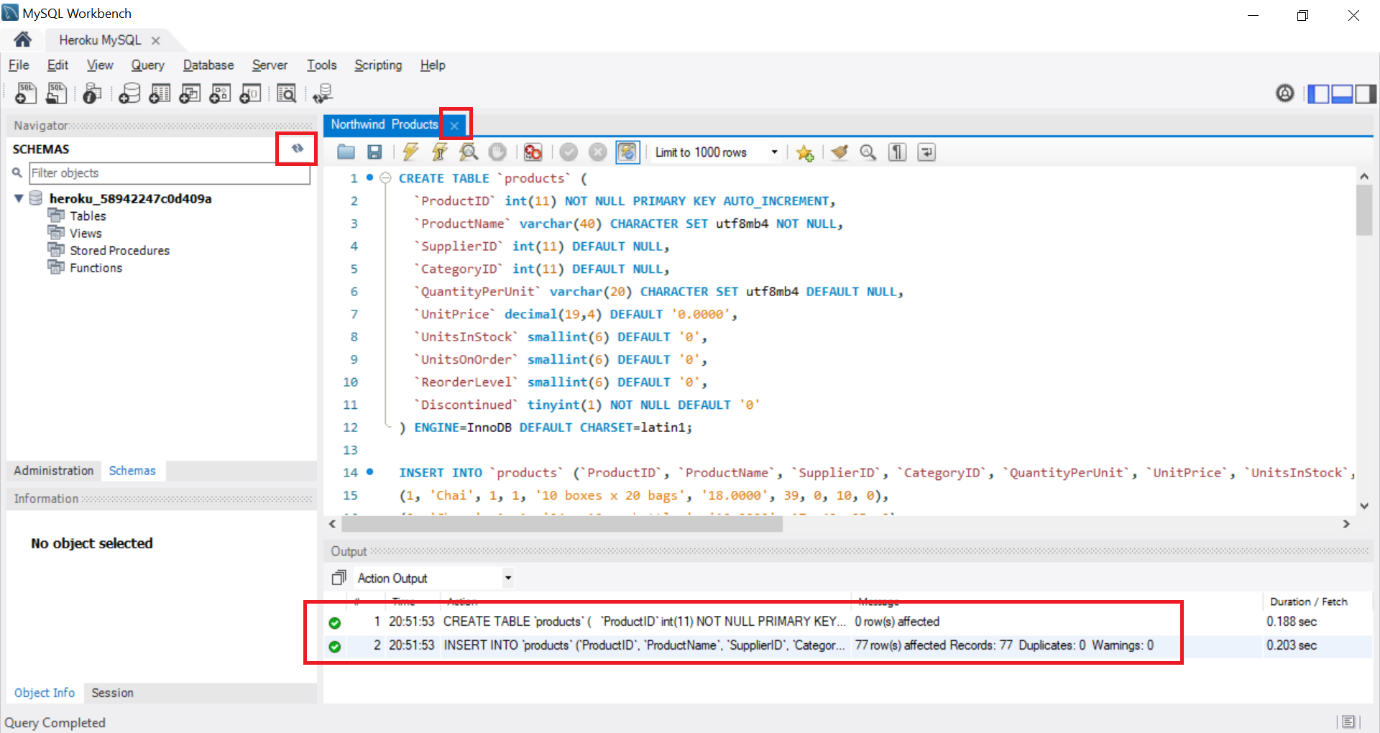 MySQL Workbench
Heroku MySQL
File Edit View Query Database Server Tools Scripting Help
Navigator
SCHEMAS
Filter objects
heroku_58942247c0d409a
Tables
Views
Stored Procedures
Functions
Administration Schemas
Information
No object selected
Object Info Session
Northwind Products
Limit to 1000 rows
1 CREATE TABLE `products` (
2 `ProductID` int(11) NOT NULL PRIMARY KEY AUTO_INCREMENT,
3 `ProductName` varchar(40) CHARACTER SET utf8mb4 NOT NULL,
4 `SupplierID` int(11) DEFAULT NULL,
5 `CategoryID` int(11) DEFAULT NULL,
6 `QuantityPerUnit` varchar(20) CHARACTER SET utf8mb4 DEFAULT NULL,
7 `UnitPrice` decimal(19,4) DEFAULT '0.0000',
8 `UnitsInStock` smallint(6) DEFAULT '0',
9 `UnitsOnOrder` smallint(6) DEFAULT '0',
10 `ReorderLevel` smallint(6) DEFAULT '0',
11 `Discontinued` tinyint(1) NOT NULL DEFAULT '0'
12 ) ENGINE=InnoDB DEFAULT CHARSET=latin1;
13
14 INSERT INTO `products` (`ProductID`, `ProductName`, `SupplierID`, `CategoryID`, `QuantityPerUnit`, `UnitPrice`, `UnitsInStock`,
15 (1, 'Chai', 1, 1, '10 boxes x 20 bags', '18.0000', 39, 0, 10, 0),
Output
Action Output
# Time Action Message Duration / Fetch
1 20:51:53 CREATE TABLE `products` ( `ProductID` int(11) NOT NULL PRIMARY KEY... 0 row(s) affected 0.188 sec
2 20:51:53 INSERT INTO `products` (`ProductID`, `ProductName`, `SupplierID`, `Categor... 77 row(s) affected Records: 77 Duplicates: 0 Warnings: 0 0.203 sec
Query Completed